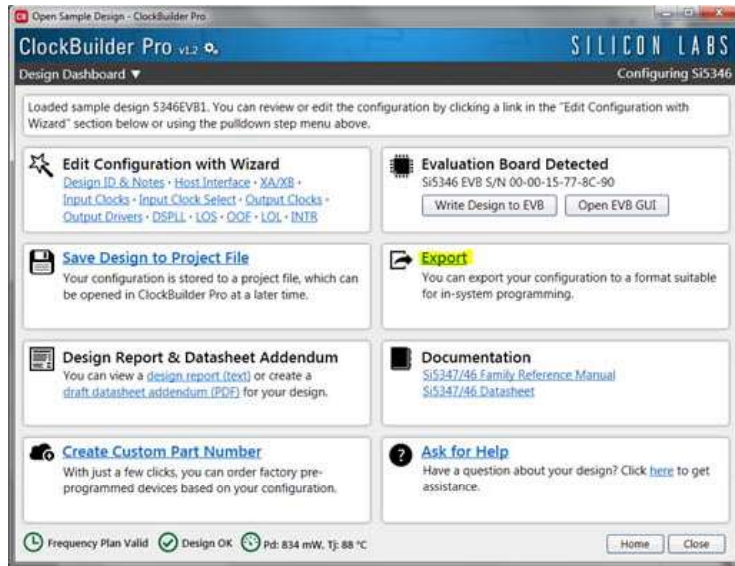 Open Sample Design - ClockBuilder Pro
ClockBuilder Pro v1.2
SILICON LABS
Design Dashboard ▼
Configuring Si5346
Loaded sample design 5346EVB1. You can review or edit the configuration by clicking a link in the "Edit Configuration with
Wizard" section below or using the pulldown step menu above.
Edit Configuration with Wizard
Design ID & Notes · Host Interface · XA/XB ·
Input Clocks · Input Clock Select · Output Clocks ·
Output Drivers · DSPLL · LOS · OOF · LOL · INTR
Evaluation Board Detected
Si5346 EVB S/N 00-00-15-77-8C-90
Write Design to EVB
Open EVB GUI
Save Design to Project File
Your configuration is stored to a project file, which can
be opened in ClockBuilder Pro at a later time.
Export
You can export your configuration to a format suitable
for in-system programming.
Design Report & Datasheet Addendum
You can view a design report (text) or create a
draft datasheet addendum (PDF) for your design.
Documentation
Si5347/46 Family Reference Manual
Si5347/46 Datasheet
Create Custom Part Number
With just a few clicks, you can order factory pre-
programmed devices based on your configuration.
Ask for Help
Have a question about your design? Click here to get
assistance.
Frequency Plan Valid
Design OK
Pd: 834 mW, Tj: 88 °C
Home
Close